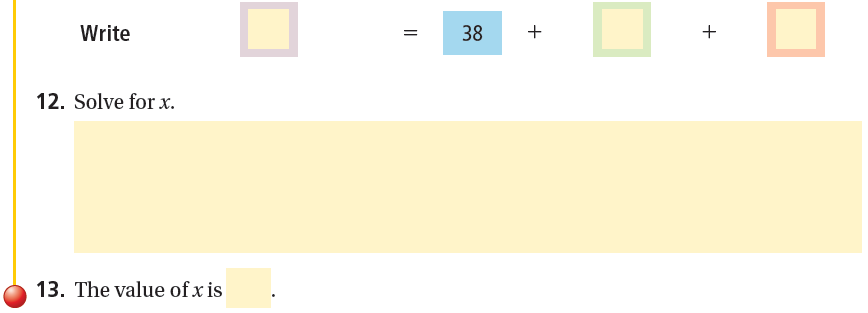 Write = 38 + +
12. Solve for x.
13. The value of x is .